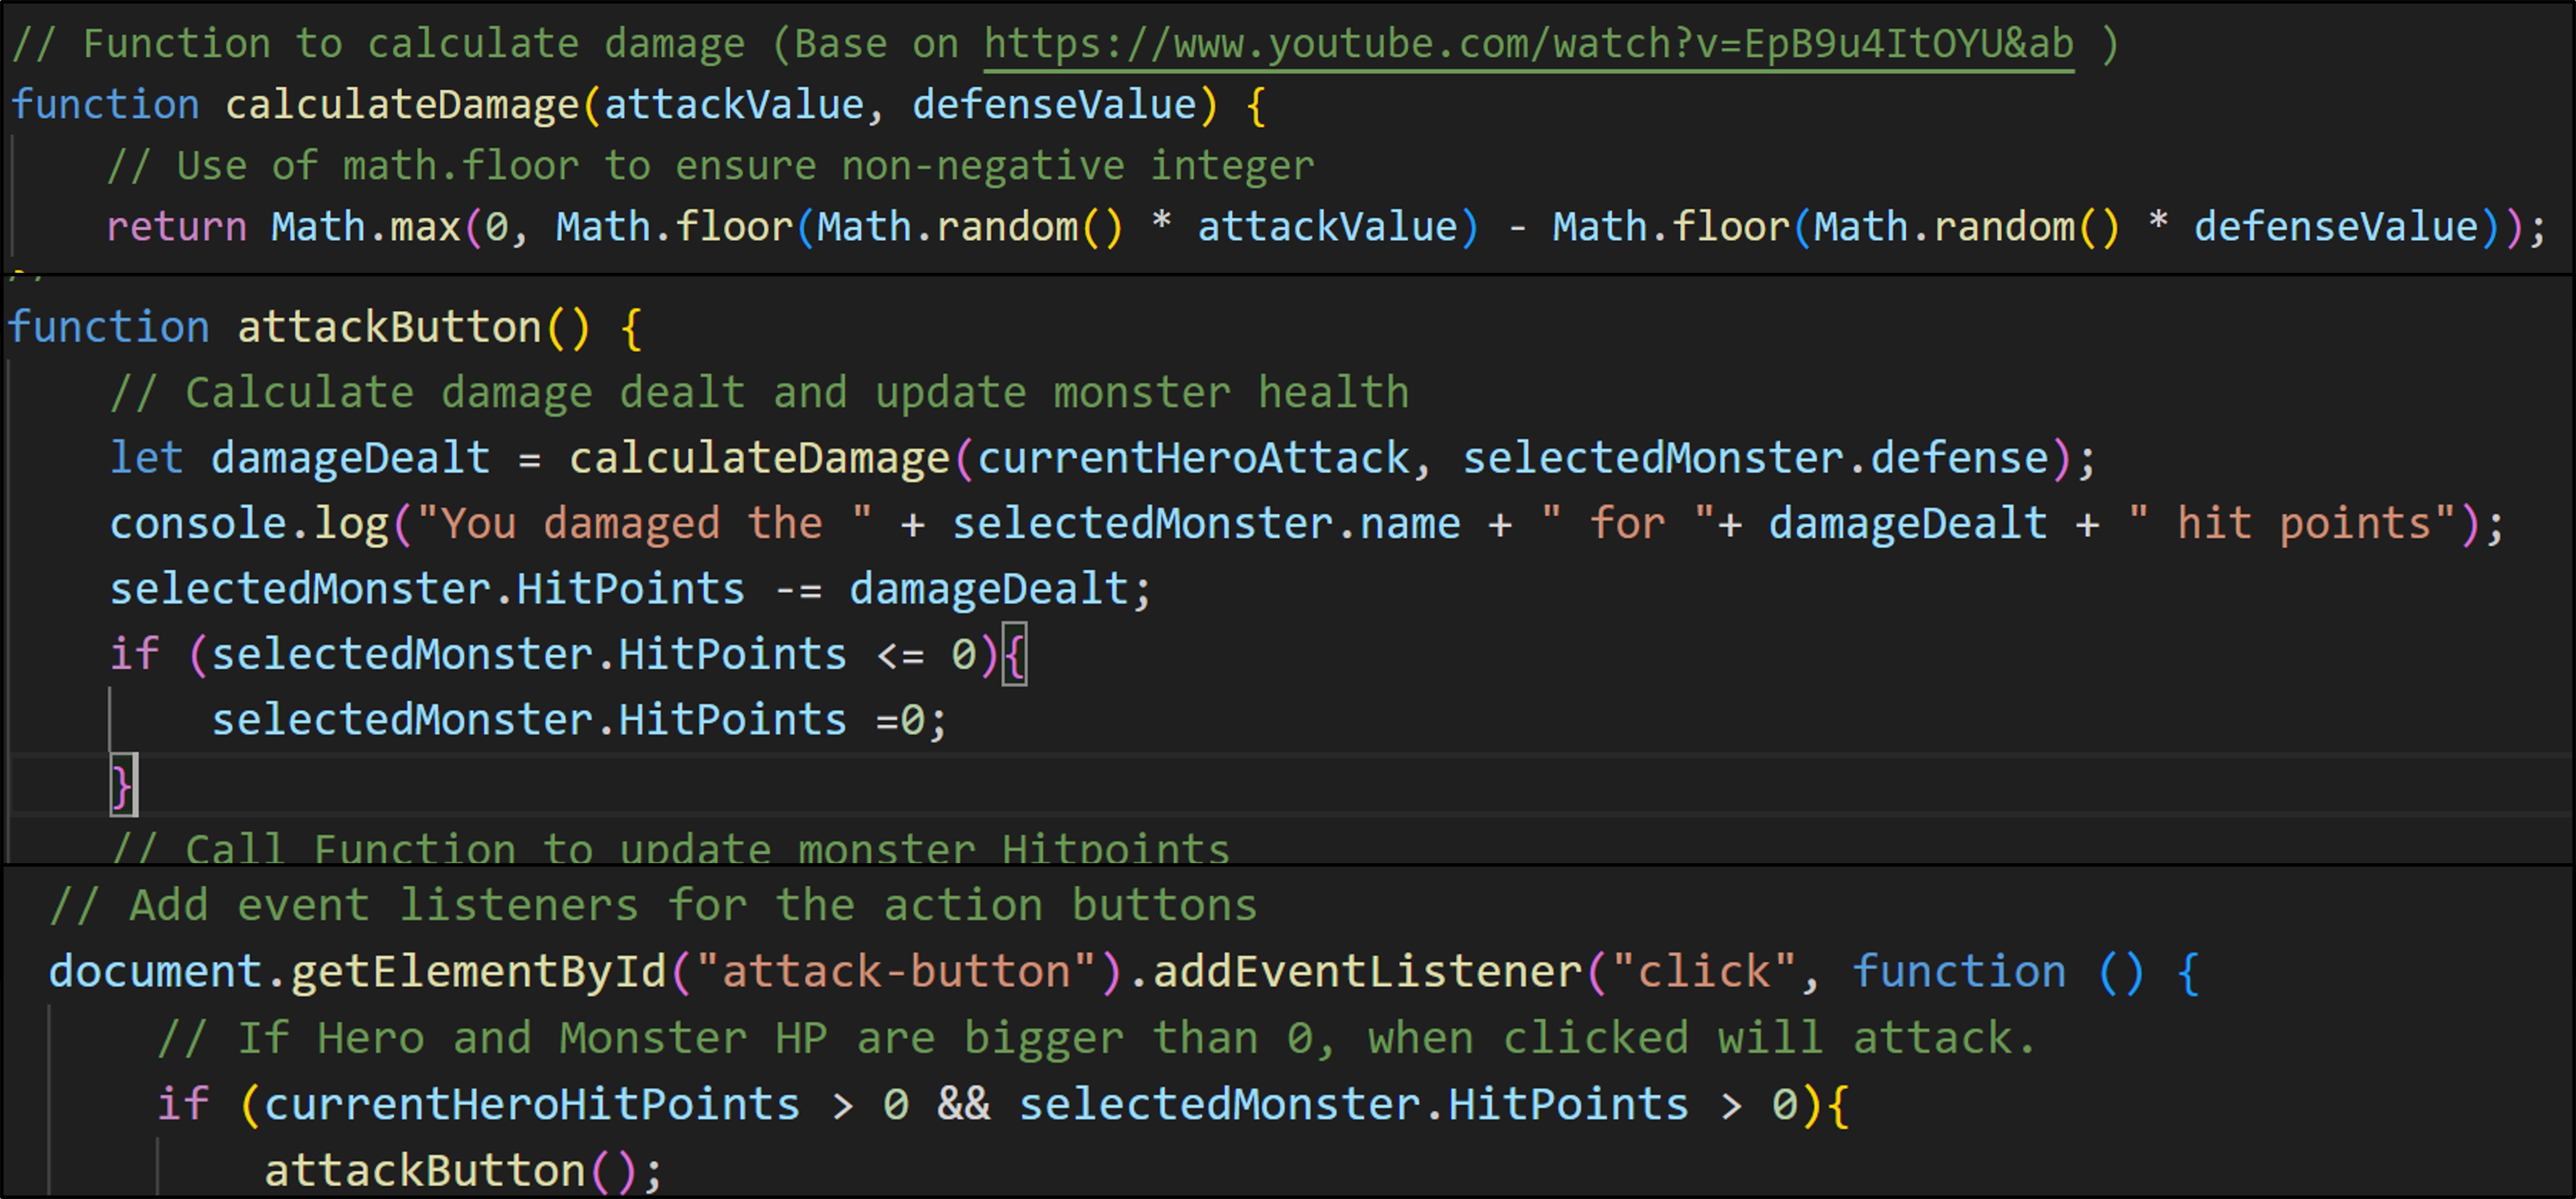 // Function to calculate damage (Base on https://www.youtube.com/watch?v=EpB9u4ItOYU&ab )
function calculateDamage(attackValue, defenseValue) {
// Use of math.floor to ensure non-negative integer
return Math.max(0, Math.floor(Math.random() * attackValue) - Math.floor(Math.random() * defenseValue));
function attackButton() {
// Calculate damage dealt and update monster health
let damageDealt = calculateDamage(currentHeroAttack, selectedMonster.defense);
console.log("You damaged the " + selectedMonster.name + " for "+ damageDealt + " hit points");
selectedMonster.HitPoints -= damageDealt;
if (selectedMonster.HitPoints <= 0){
selectedMonster.HitPoints =0;
}
// Call Function to update monster Hitpoints
// Add event listeners for the action buttons
document.getElementById("attack-button").addEventListener("click", function () {
// If Hero and Monster HP are bigger than 0, when clicked will attack.
if (currentHeroHitPoints > 0 && selectedMonster.HitPoints > 0){
attackButton();